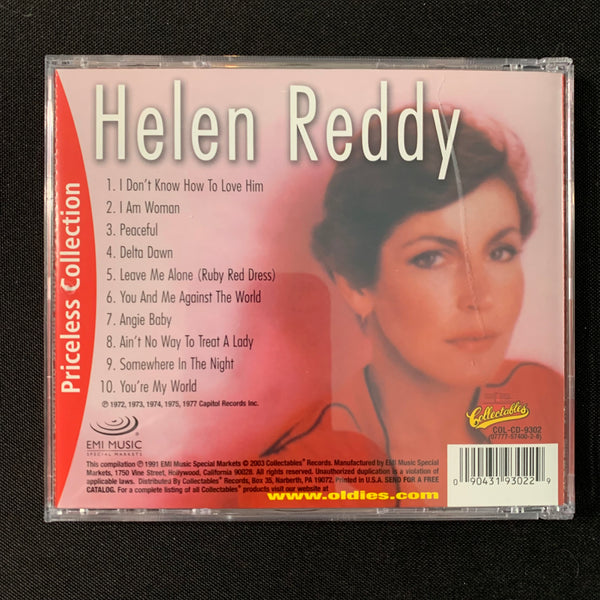 Helen Reddy
Priceless Collection
1. I Don't Know How To Love Him
2. I Am Woman
3. Peaceful
4. Delta Dawn
5. Leave Me Alone (Ruby Red Dress)
6. You And Me Against The World
7. Angie Baby
8. Ain't No Way To Treat A Lady
9. Somewhere In The Night
10. You're My World
℗ 1972, 1973, 1974, 1975, 1977 Capitol Records Inc.
EMI MUSIC
SPECIAL MARKETS
Collectables®
COL-CD-9302
(07777-57400-2-8)
This compilation ℗ 1991 EMI Music Special Markets © 2003 Collectables® Records. Manufactured by EMI Music Special
Markets, 1750 Vine Street, Hollywood, California 90028. All rights reserved. Unauthorized duplication is a violation of
applicable laws. Distributed By Collectables® Records, Box 35, Narberth, PA 19072. Printed in U.S.A. SEND FOR A FREE
CATALOG. For a complete listing of all Collectables® products visit our website at
www.oldies.com
0 90431 93022 9